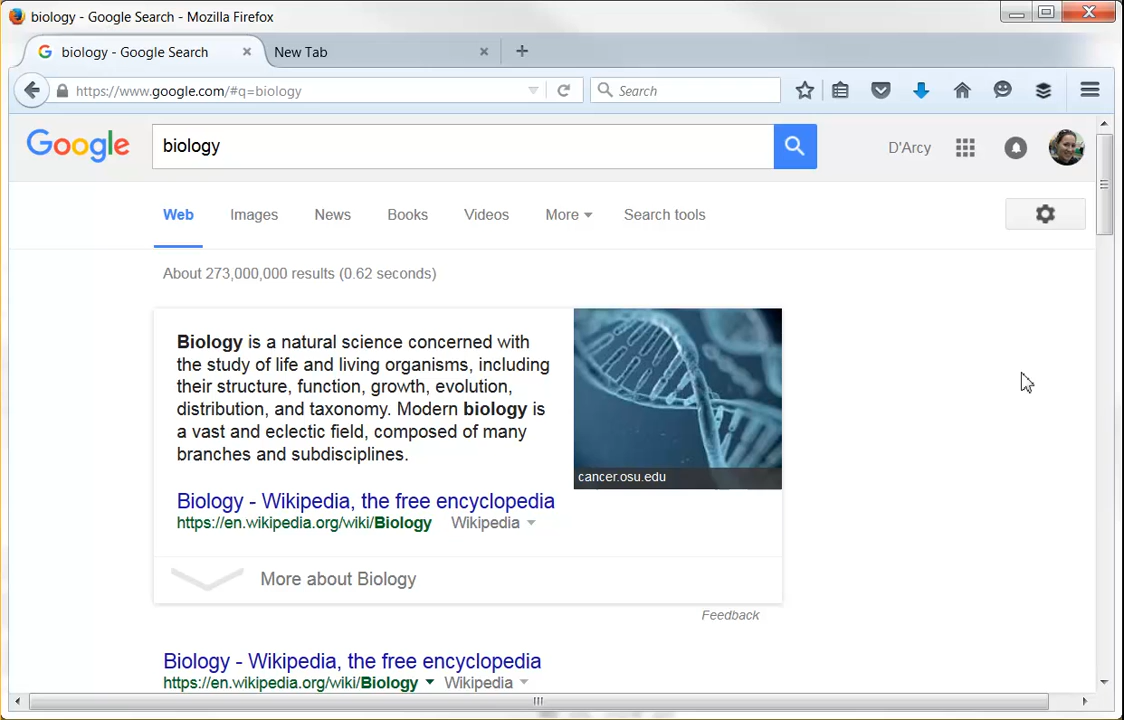 biology - Google Search - Mozilla Firefox
biology - Google Search
New Tab
https://www.google.com/#q=biology
Search
Google
biology
D'Arcy
Web
Images
News
Books
Videos
More
Search tools
About 273,000,000 results (0.62 seconds)
Biology is a natural science concerned with
the study of life and living organisms, including
their structure, function, growth, evolution,
distribution, and taxonomy. Modern biology is
a vast and eclectic field, composed of many
branches and subdisciplines.
cancer.osu.edu
Biology - Wikipedia, the free encyclopedia
https://en.wikipedia.org/wiki/Biology Wikipedia
More about Biology
Feedback
Biology - Wikipedia, the free encyclopedia
https://en.wikipedia.org/wiki/Biology Wikipedia